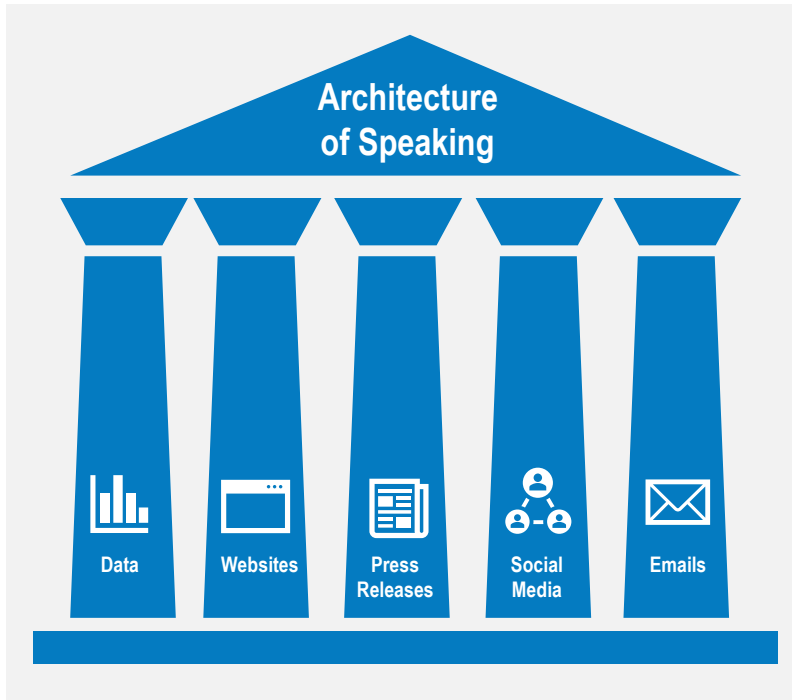 Architecture
of Speaking
Data
Websites
Press
Releases
Social
Media
Emails